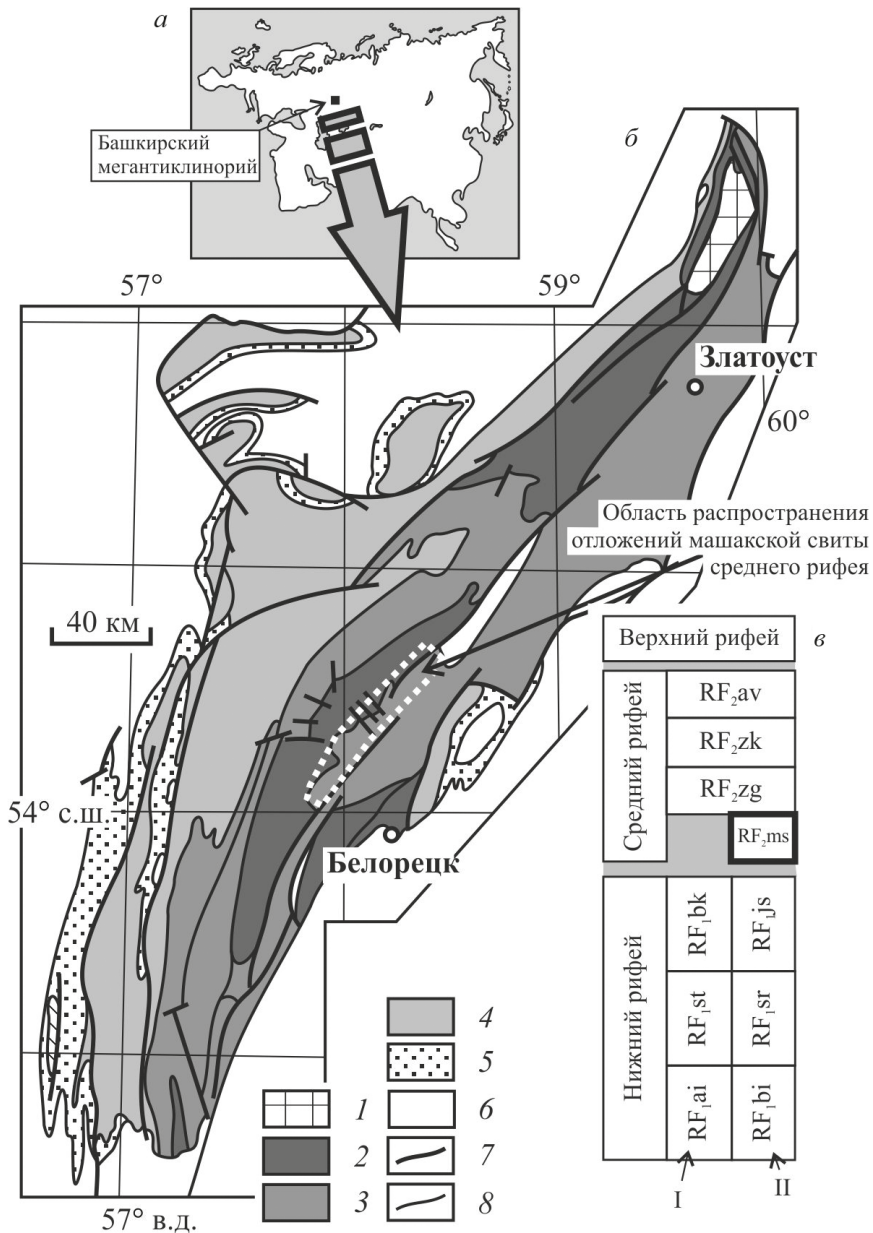 а
Башкирский
мегантиклинорий
б
57°
59°
Златоуст
60°
Область распространения
отложений машакской свиты
среднего рифея
40 км
54° с.ш.
Белорецк
57° в.д.
1
2
3
4
5
6
7
8
в
Верхний рифей
Средний рифей
RF₂av
RF₂zk
RF₂zg
RF₂ms
Нижний рифей
RF₁bk
RF₁js
RF₁st
RF₁sr
RF₁ai
RF₁bi
I
II